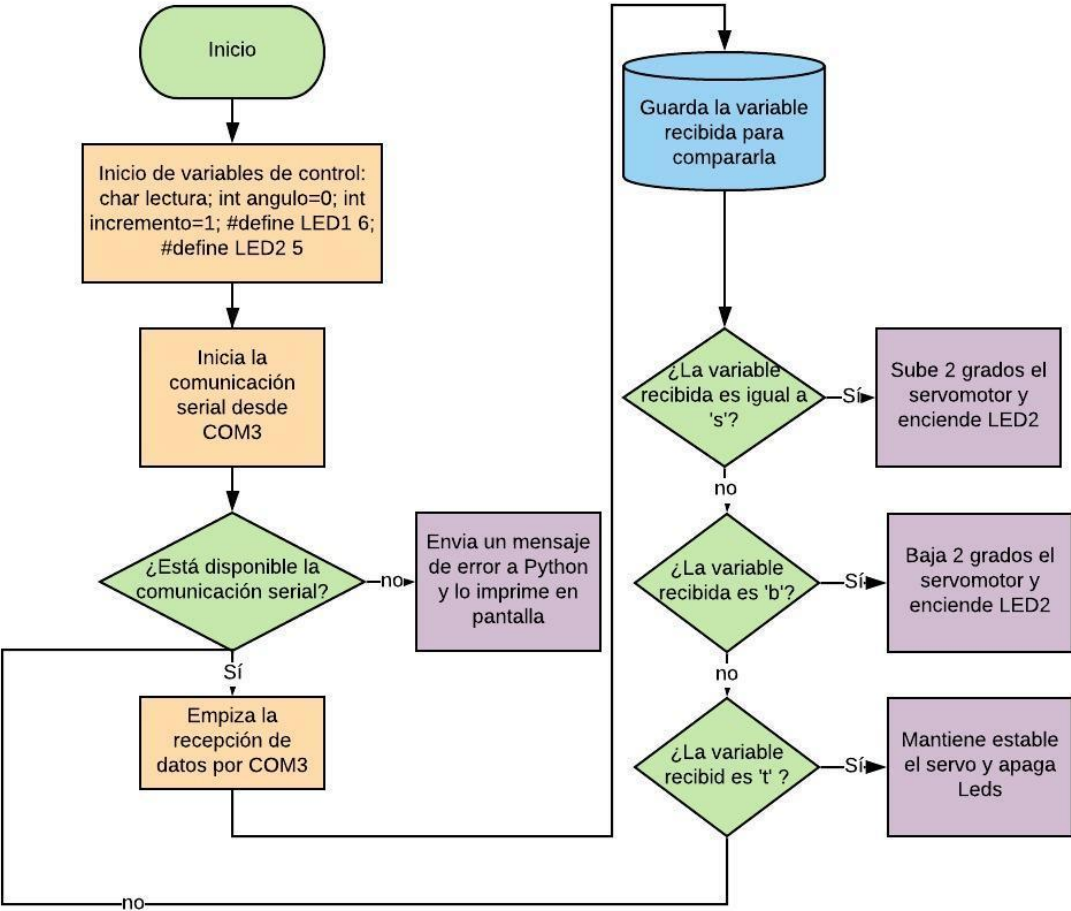 Inicio
Inicio de variables de control:
char lectura; int angulo=0; int
incremento=1; #define LED1 6;
#define LED2 5
Inicia la
comunicación
serial desde
COM3
¿Está disponible la
comunicación serial?
no
Envia un mensaje
de error a Python
y lo imprime en
pantalla
Sí
Empiza la
recepción de
datos por COM3
Guarda la variable
recibida para
compararla
¿La variable
recibida es igual a
's'?
Sí
Sube 2 grados el
servomotor y
enciende LED2
no
¿La variable
recibida es 'b'?
Sí
Baja 2 grados el
servomotor y
enciende LED2
no
¿La variable
recibid es 't' ?
Sí
Mantiene estable
el servo y apaga
Leds
no